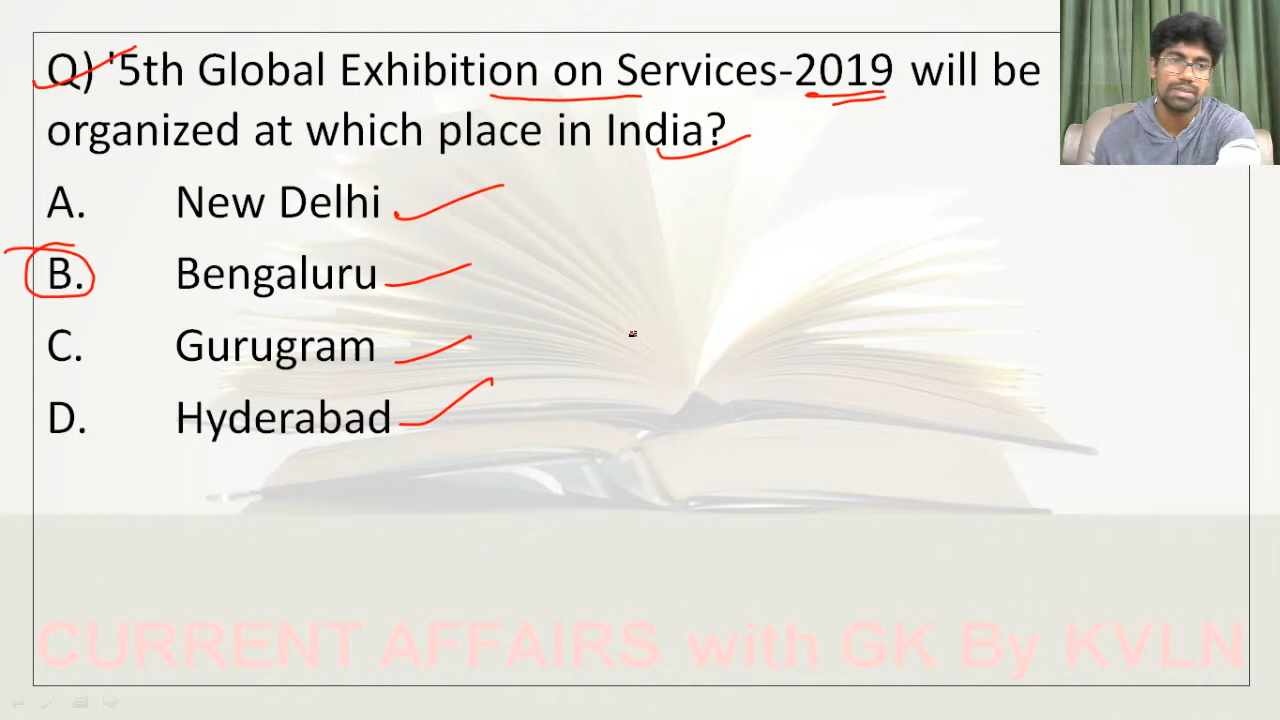 Q) '5th Global Exhibition on Services-2019 will be
organized at which place in India?
A. New Delhi
B. Bengaluru
C. Gurugram
D. Hyderabad
CURRENT AFFAIRS with GK By KVLN